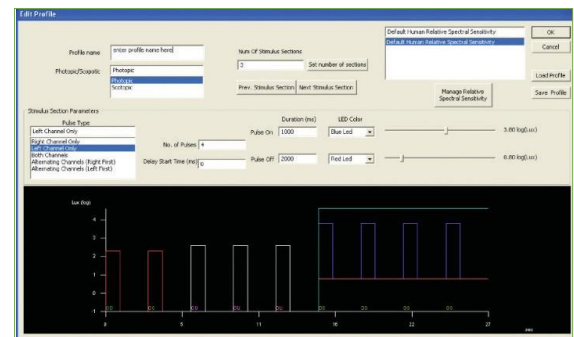 Edit Profile
Profile name
enter profile name here
Photopic/Scotopic
Photopic
Photopic
Scotopic
Num Of Stimulus Sections
3
Set number of sections
Prev. Stimulus Section
Next Stimulus Section
Default Human Relative Spectral Sensitivity
Default Human Relative Spectral Sensitivity
Manage Relative
Spectral Sensitivity
OK
Cancel
Load Profile
Save Profile
Stimulus Section Parameters
Pulse Type
Left Channel Only
Right Channel Only
Left Channel Only
Both Channels
Alternating Channels (Right First)
Alternating Channels (Left First)
No. of Pulses
4
Delay Start Time (ms)
0
Duration (ms)
LED Color
Pulse On
1000
Blue Led
3.80 log(Lux)
Pulse Off
2000
Red Led
Lux (log)
4
3
2
1
0
-1
0
5
11
16
22
27